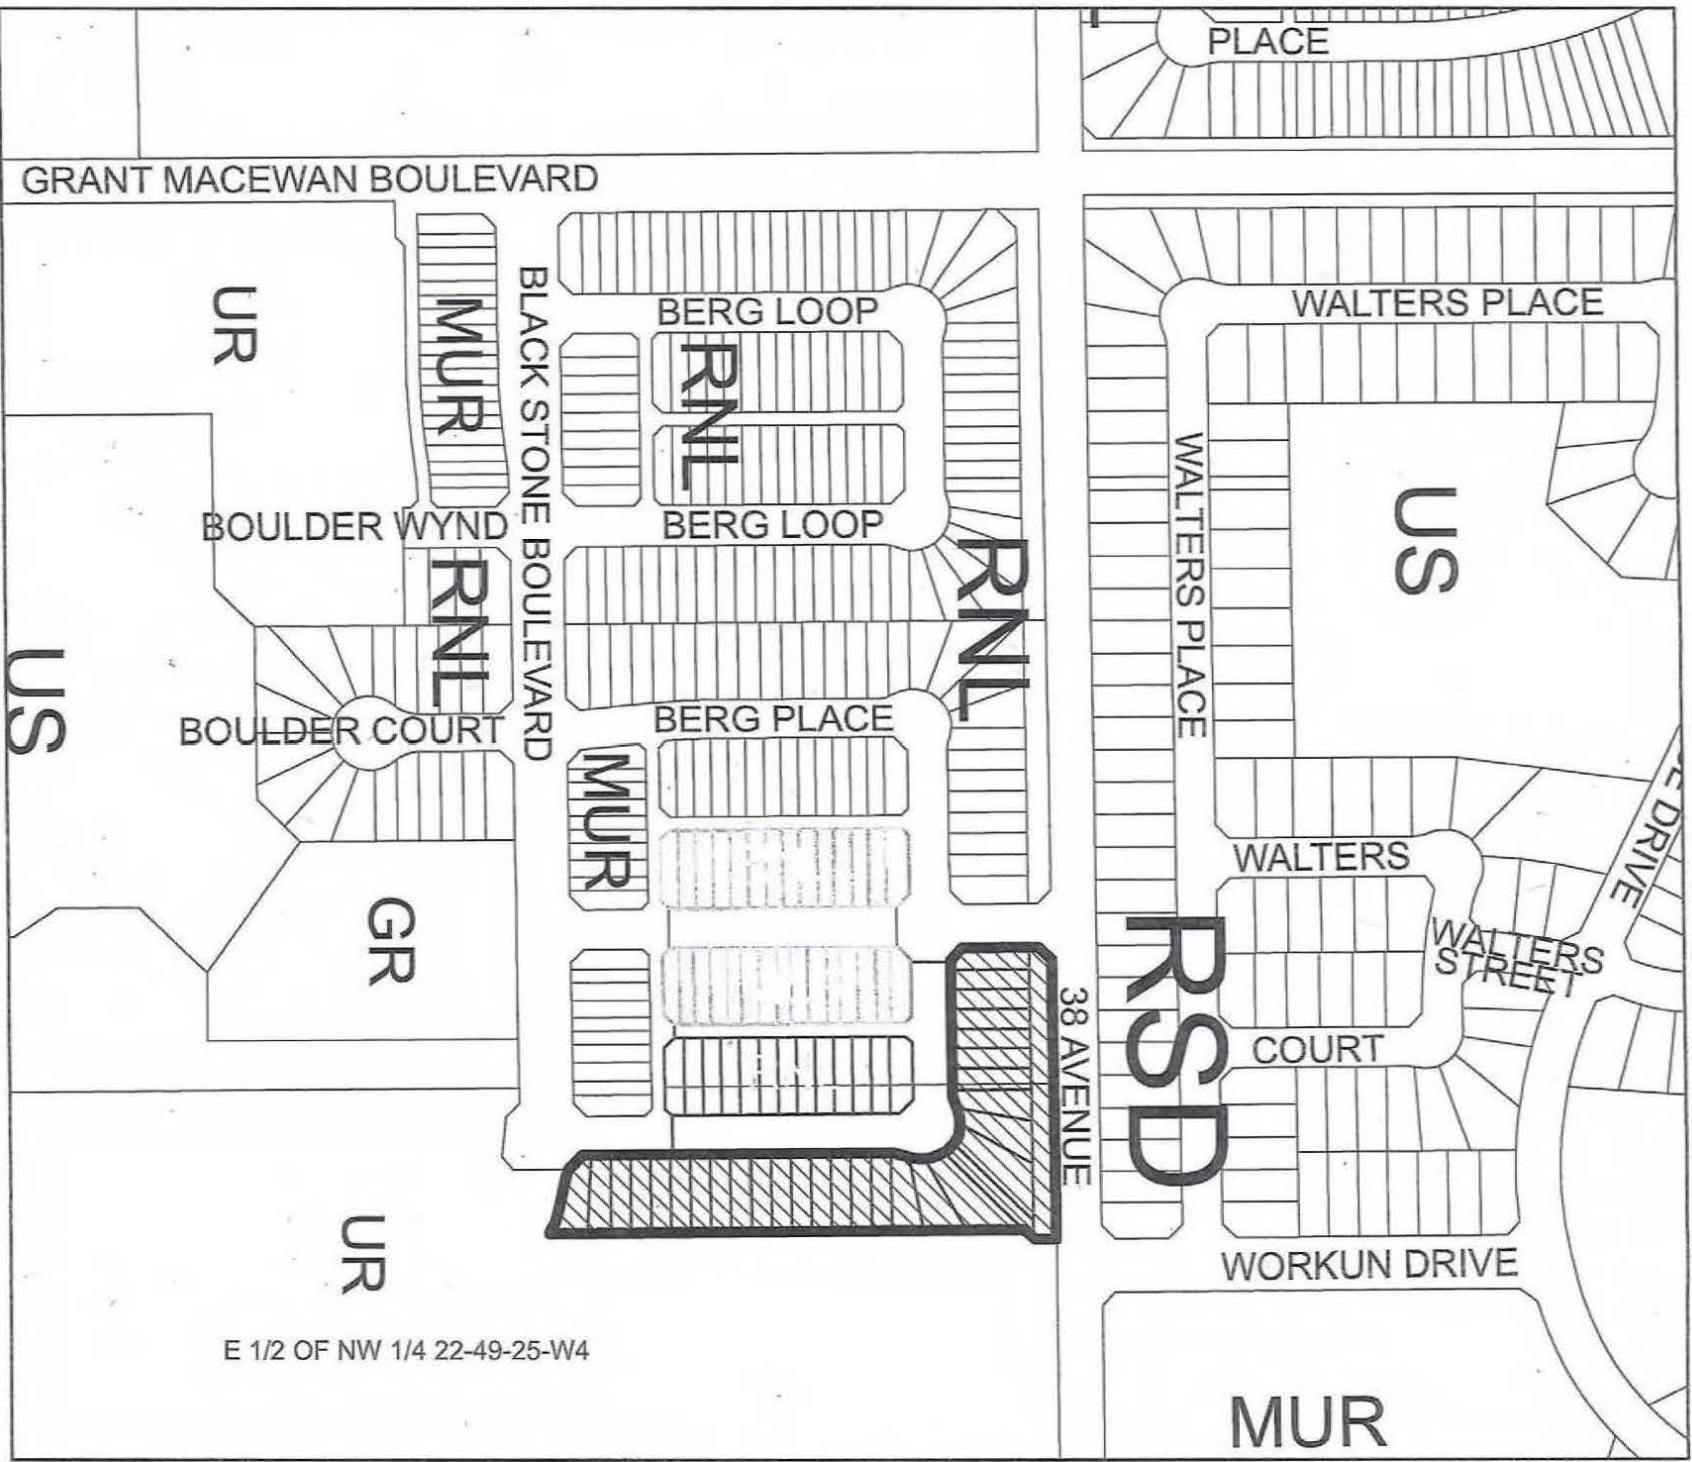 PLACE
GRANT MACEWAN BOULEVARD
UR
MUR
BLACK STONE BOULEVARD
BERG LOOP
RNL
WALTERS PLACE
BOULDER WYND
BERG LOOP
RNL
RNL
WALTERS PLACE
US
US
BOULDER COURT
BERG PLACE
MUR
DRIVE
WALTERS
GR
RSD
WALTERS
STREET
38 AVENUE
COURT
UR
WORKUN DRIVE
E 1/2 OF NW 1/4 22-49-25-W4
MUR